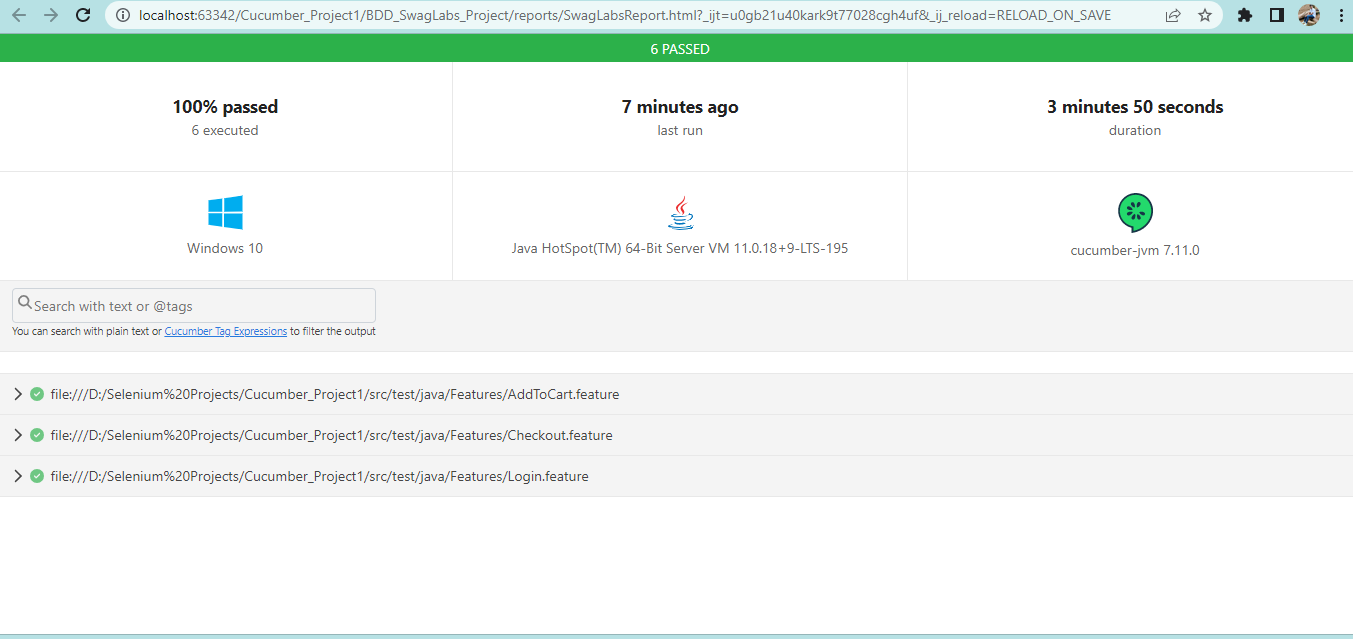 localhost:63342/Cucumber_Project1/BDD_SwagLabs_Project/reports/SwagLabsReport.html?_ijt=u0gb21u40kark9t77028cgh4uf&_ij_reload=RELOAD_ON_SAVE
6 PASSED
100% passed
6 executed
7 minutes ago
last run
3 minutes 50 seconds
duration
Windows 10
Java HotSpot(TM) 64-Bit Server VM 11.0.18+9-LTS-195
cucumber-jvm 7.11.0
Search with text or @tags
You can search with plain text or Cucumber Tag Expressions to filter the output
file:///D:/Selenium%20Projects/Cucumber_Project1/src/test/java/Features/AddToCart.feature
file:///D:/Selenium%20Projects/Cucumber_Project1/src/test/java/Features/Checkout.feature
file:///D:/Selenium%20Projects/Cucumber_Project1/src/test/java/Features/Login.feature